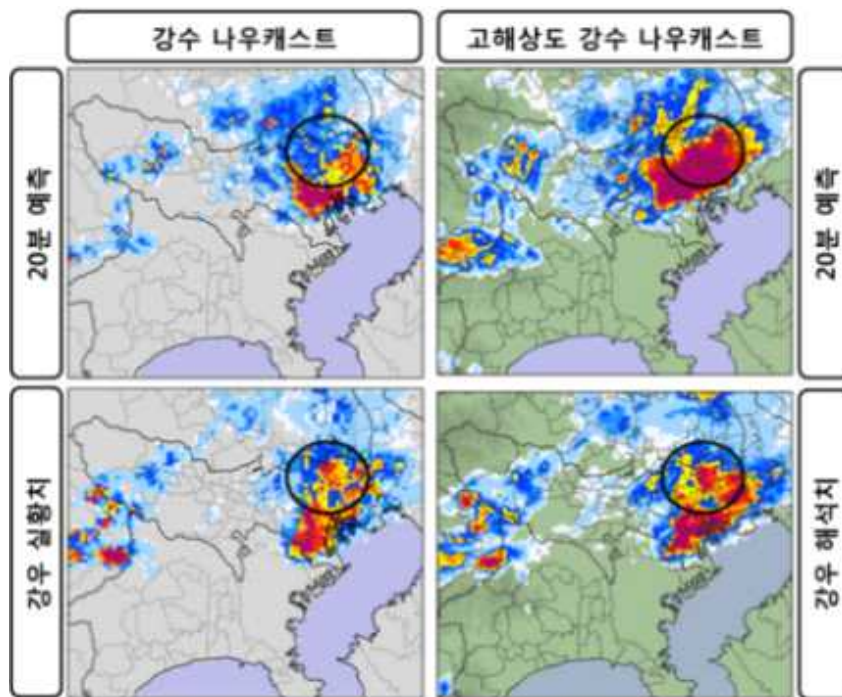 강수 나우캐스트
고해상도 강수 나우캐스트
20분 예측
20분 예측
강우 실황치
강우 해석치